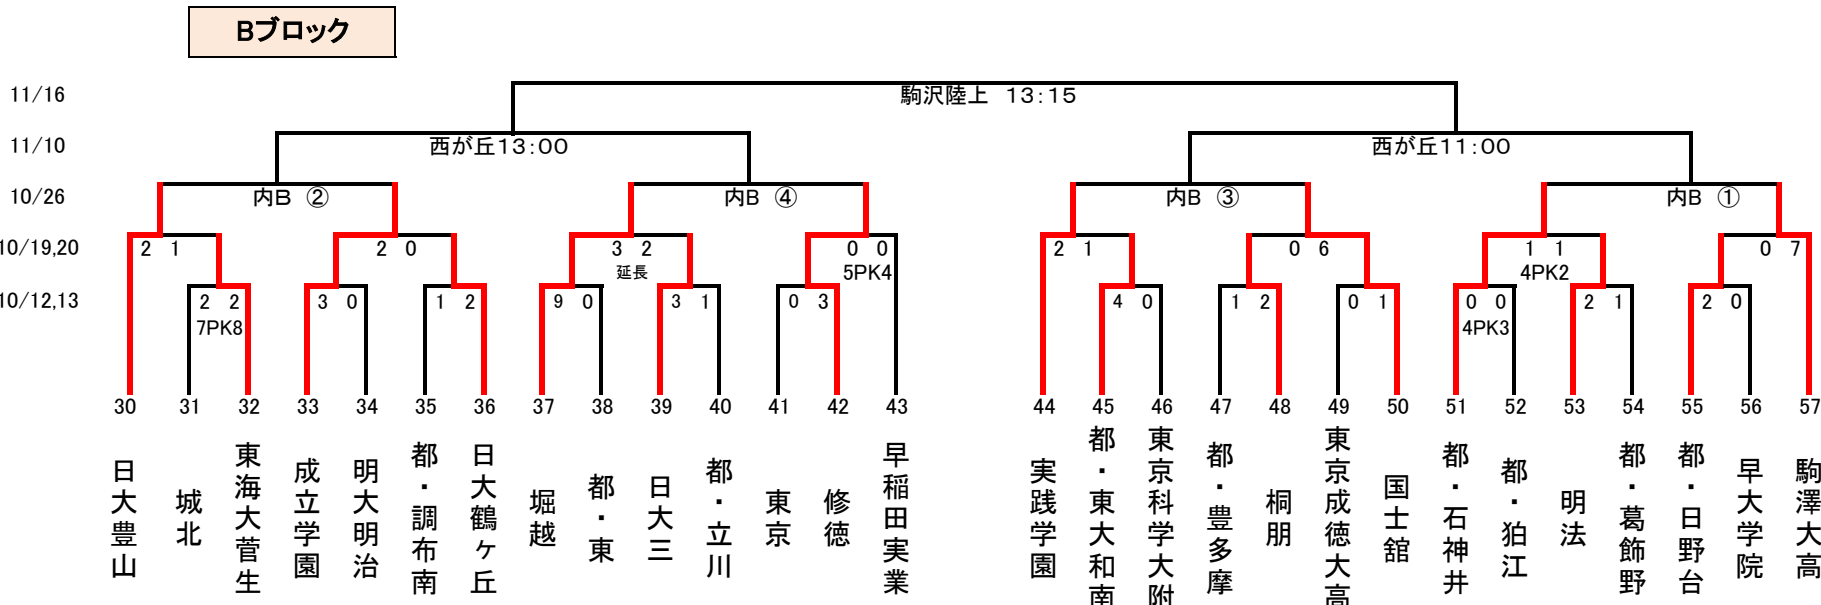 Bブロック
11/16
駒沢陸上 13:15
11/10
西が丘13:00
西が丘11:00
10/26
内B ②
内B ④
内B ③
内B ①
10/19,20
2 1
2 0
3 2
0 0
2 1
0 6
1 1
0 7
延長
5PK4
4PK2
10/12,13
2 2
3 0
1 2
9 0
3 1
0 3
4 0
1 2
0 1
0 0
2 1
2 0
7PK8
4PK3
30 31 32 33 34 35 36 37 38 39 40 41 42 43 44 45 46 47 48 49 50 51 52 53 54 55 56 57
日大豊山
城北
東海大菅生
成立学園
明大明治
都・調布南
日大鶴ヶ丘
堀越
都・東
日大三
都・立川
東京
修徳
早稲田実業
実践学園
都・東大和南
東京科学大附
都・豊多摩
桐朋
東京成徳大高
国士舘
都・石神井
都・狛江
明法
都・葛飾野
都・日野台
早大学院
駒澤大高